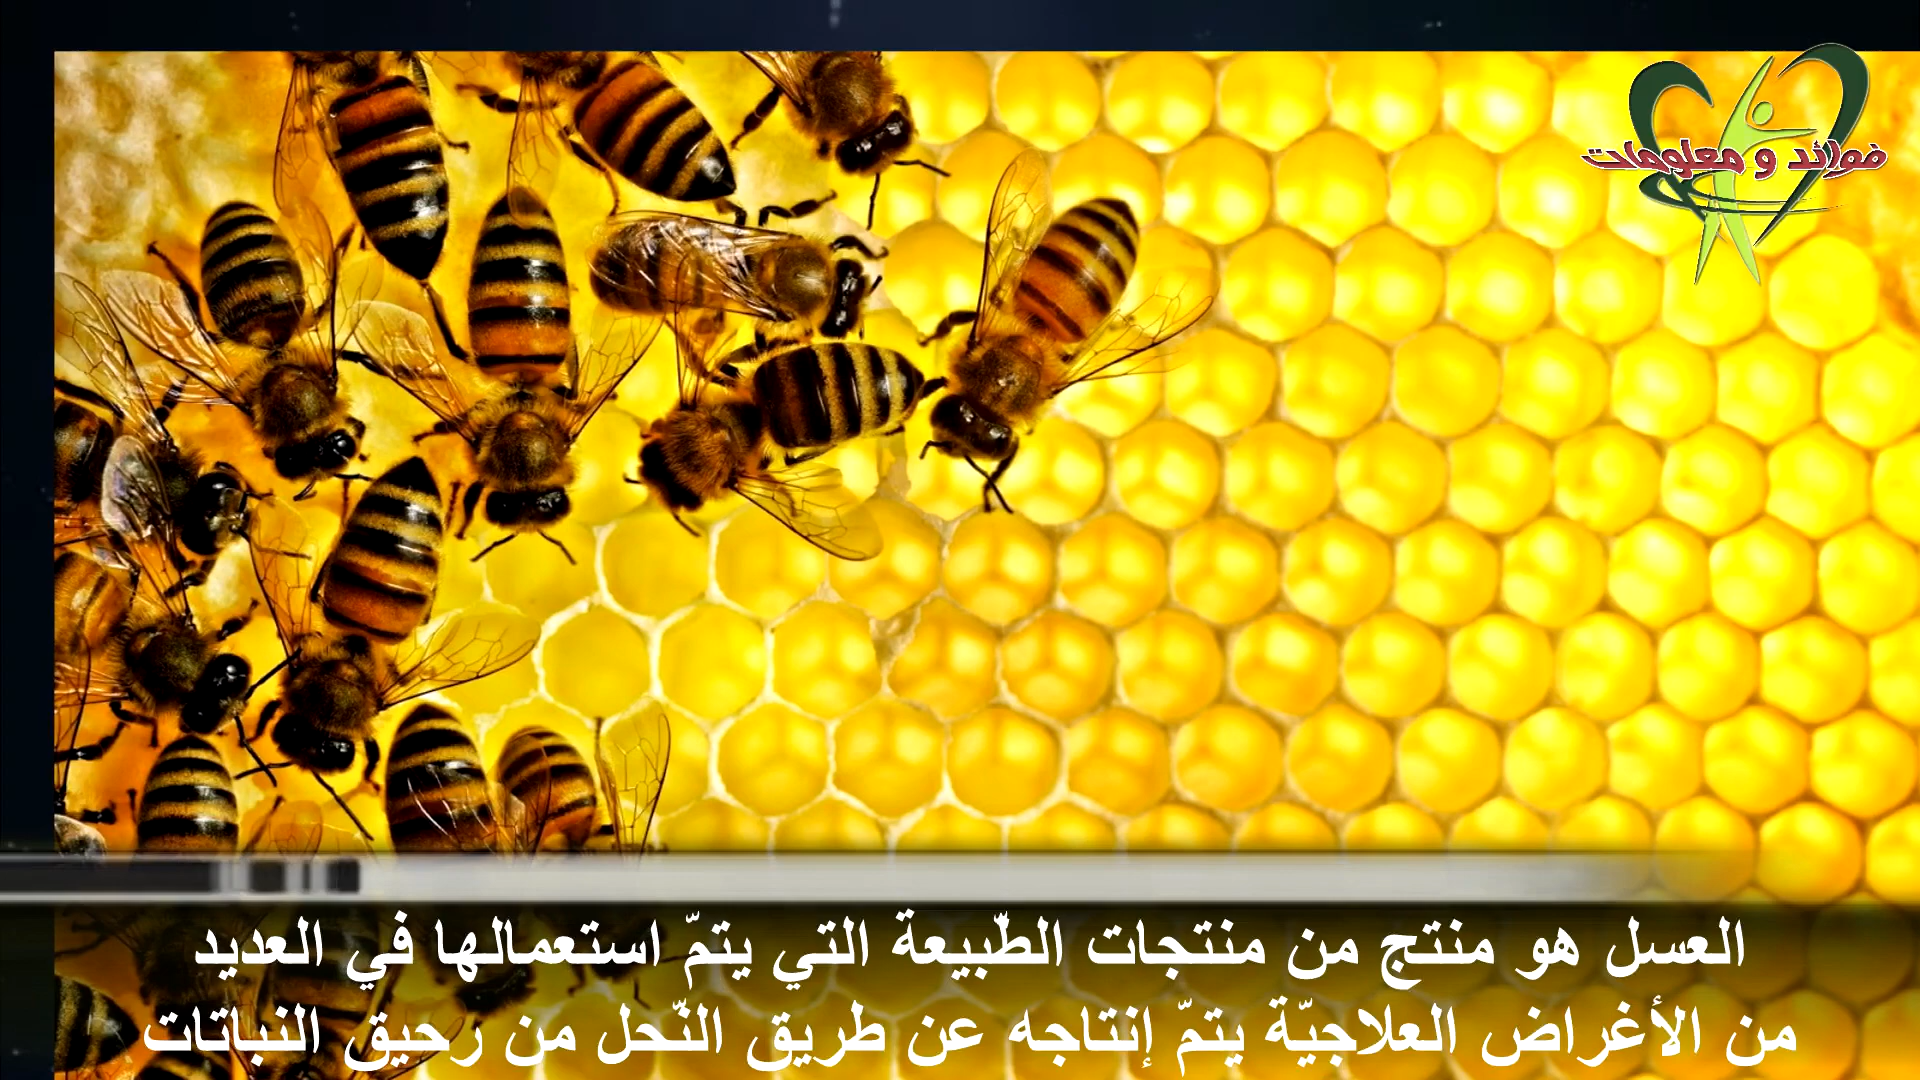 فوائد و معلومات
العسل هو منتج من منتجات الطّبيعة التي يتمّ استعمالها في العديد
من الأغراض العلاجيّة يتمّ إنتاجه عن طريق النّحل من رحيق النباتات